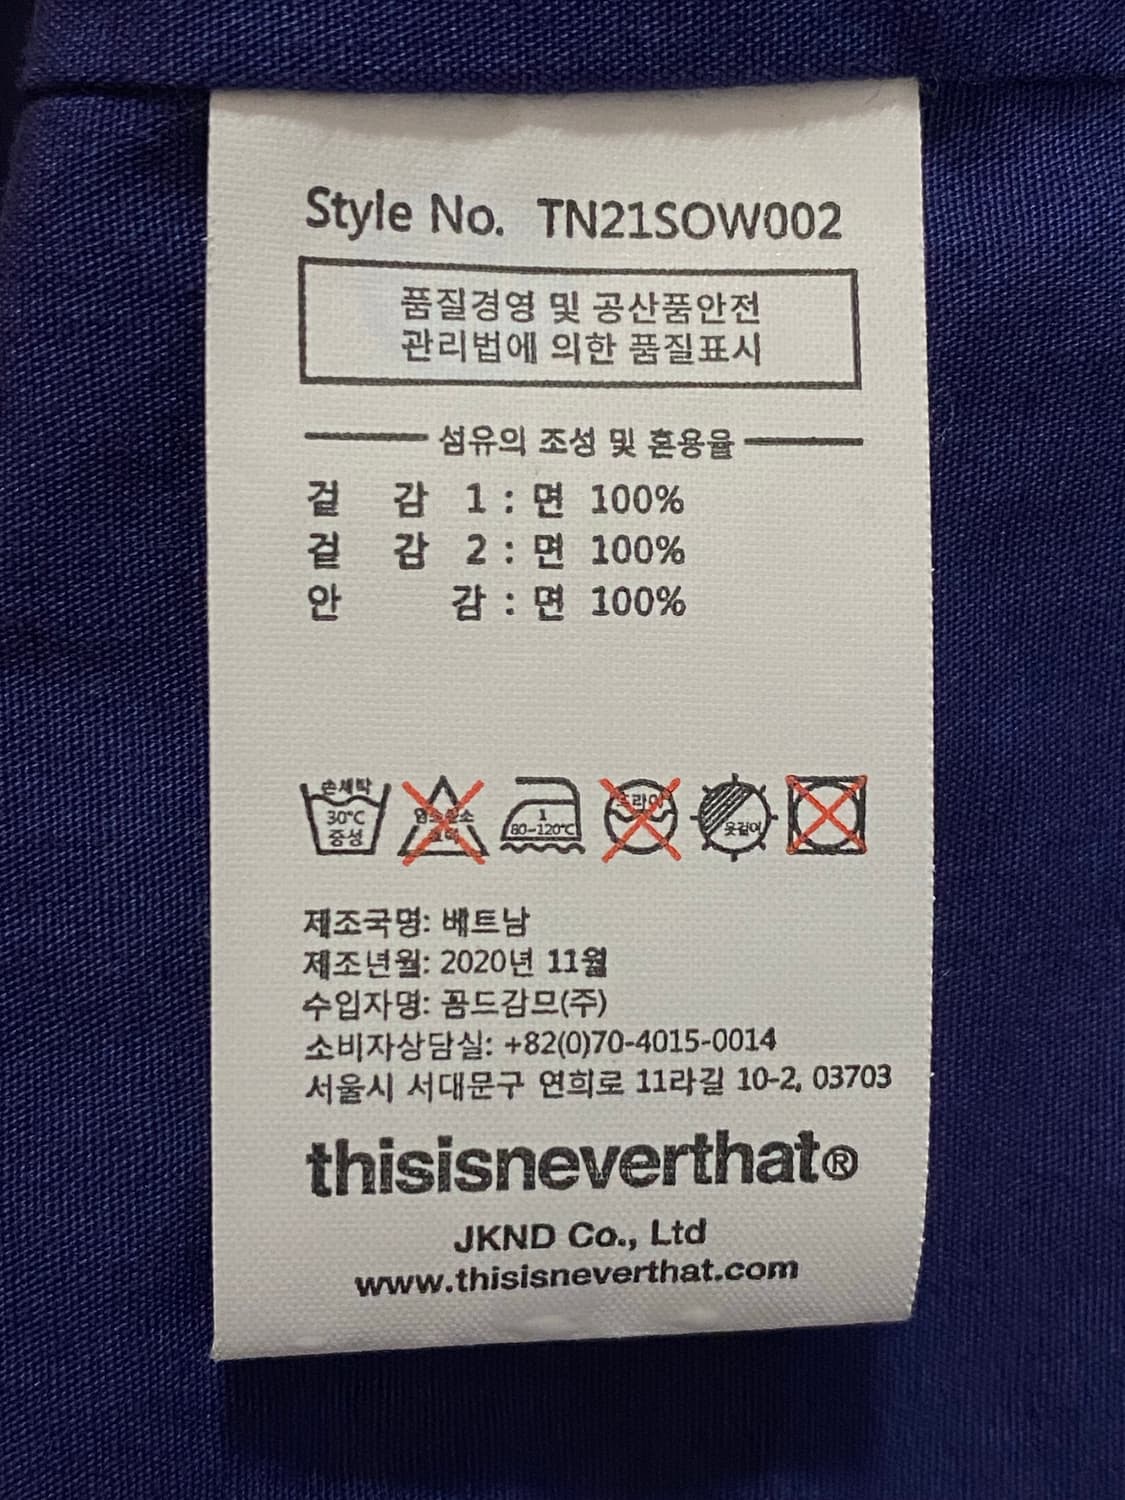 Style No. TN21SOW002
품질경영 및 공산품안전
관리법에 의한 품질표시
섬유의 조성 및 혼용율
겉 감 1 : 면 100%
겉 감 2 : 면 100%
안 감 : 면 100%
손세탁
30℃
중성
1
80-120℃
드라이
옷걸이
제조국명: 베트남
제조년월: 2020년 11월
수입자명: 꼼드감므(주)
소비자상담실: +82(0)70-4015-0014
서울시 서대문구 연희로 11라길 10-2, 03703
thisisneverthat®
JKND Co., Ltd
www.thisisneverthat.com